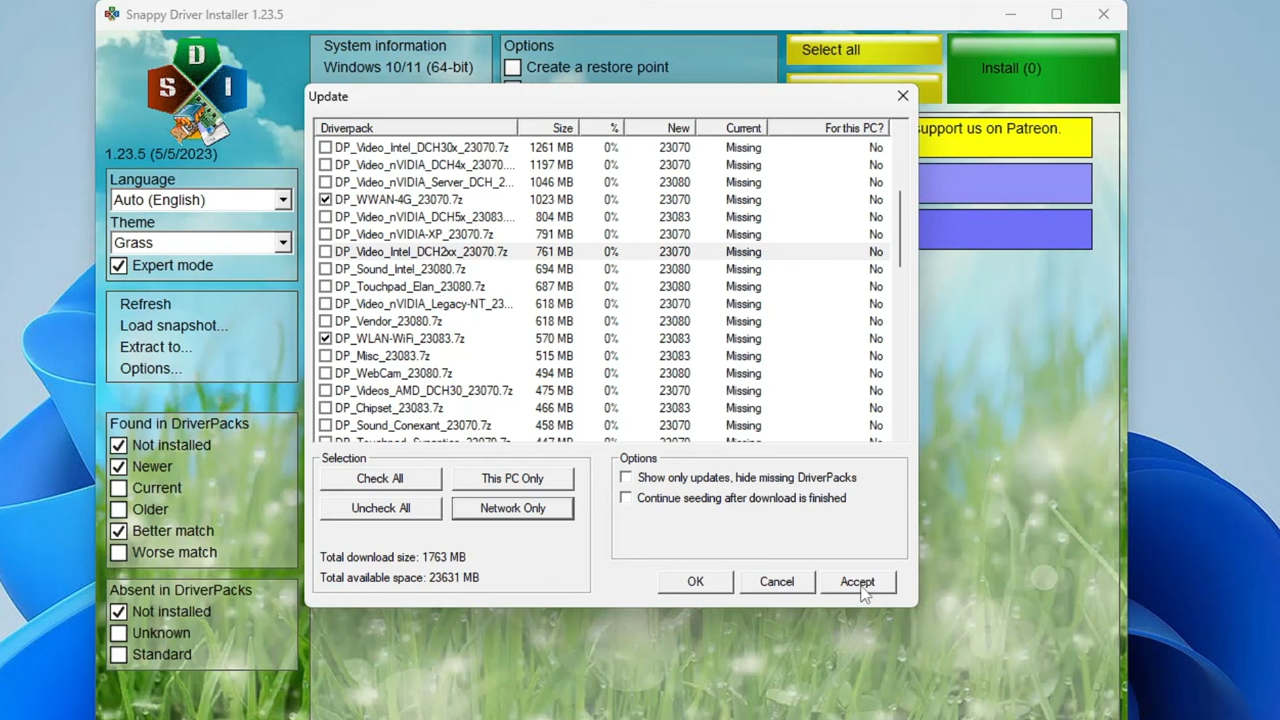 Snappy Driver Installer 1.23.5
D
S I
1.23.5 (5/5/2023)
Language
Auto (English)
Theme
Grass
Expert mode
Refresh
Load snapshot...
Extract to...
Options...
Found in DriverPacks
Not installed
Newer
Current
Older
Better match
Worse match
Absent in DriverPacks
Not installed
Unknown
Standard
System information
Windows 10/11 (64-bit)
Options
Create a restore point
Select all
Install (0)
support us on Patreon.
Update
Driverpack Size % New Current For this PC?
DP_Video_Intel_DCH30x_23070.7z 1261 MB 0% 23070 Missing No
DP_Video_nVIDIA_DCH4x_23070.... 1197 MB 0% 23070 Missing No
DP_Video_nVIDIA_Server_DCH_2... 1046 MB 0% 23080 Missing No
DP_WWAN-4G_23070.7z 1023 MB 0% 23070 Missing No
DP_Video_nVIDIA_DCH5x_23083.... 804 MB 0% 23083 Missing No
DP_Video_nVIDIA-XP_23070.7z 791 MB 0% 23070 Missing No
DP_Video_Intel_DCH2xx_23070.7z 761 MB 0% 23070 Missing No
DP_Sound_Intel_23080.7z 694 MB 0% 23080 Missing No
DP_Touchpad_Elan_23080.7z 687 MB 0% 23080 Missing No
DP_Video_nVIDIA_Legacy-NT_23... 618 MB 0% 23070 Missing No
DP_Vendor_23080.7z 618 MB 0% 23080 Missing No
DP_WLAN-WiFi_23083.7z 570 MB 0% 23083 Missing No
DP_Misc_23083.7z 515 MB 0% 23083 Missing No
DP_WebCam_23080.7z 494 MB 0% 23080 Missing No
DP_Videos_AMD_DCH30_23070.7z 475 MB 0% 23070 Missing No
DP_Chipset_23083.7z 466 MB 0% 23083 Missing No
DP_Sound_Conexant_23070.7z 458 MB 0% 23070 Missing No
Selection
Check All This PC Only
Uncheck All Network Only
Total download size: 1763 MB
Total available space: 23631 MB
Options
Show only updates, hide missing DriverPacks
Continue seeding after download is finished
OK Cancel Accept